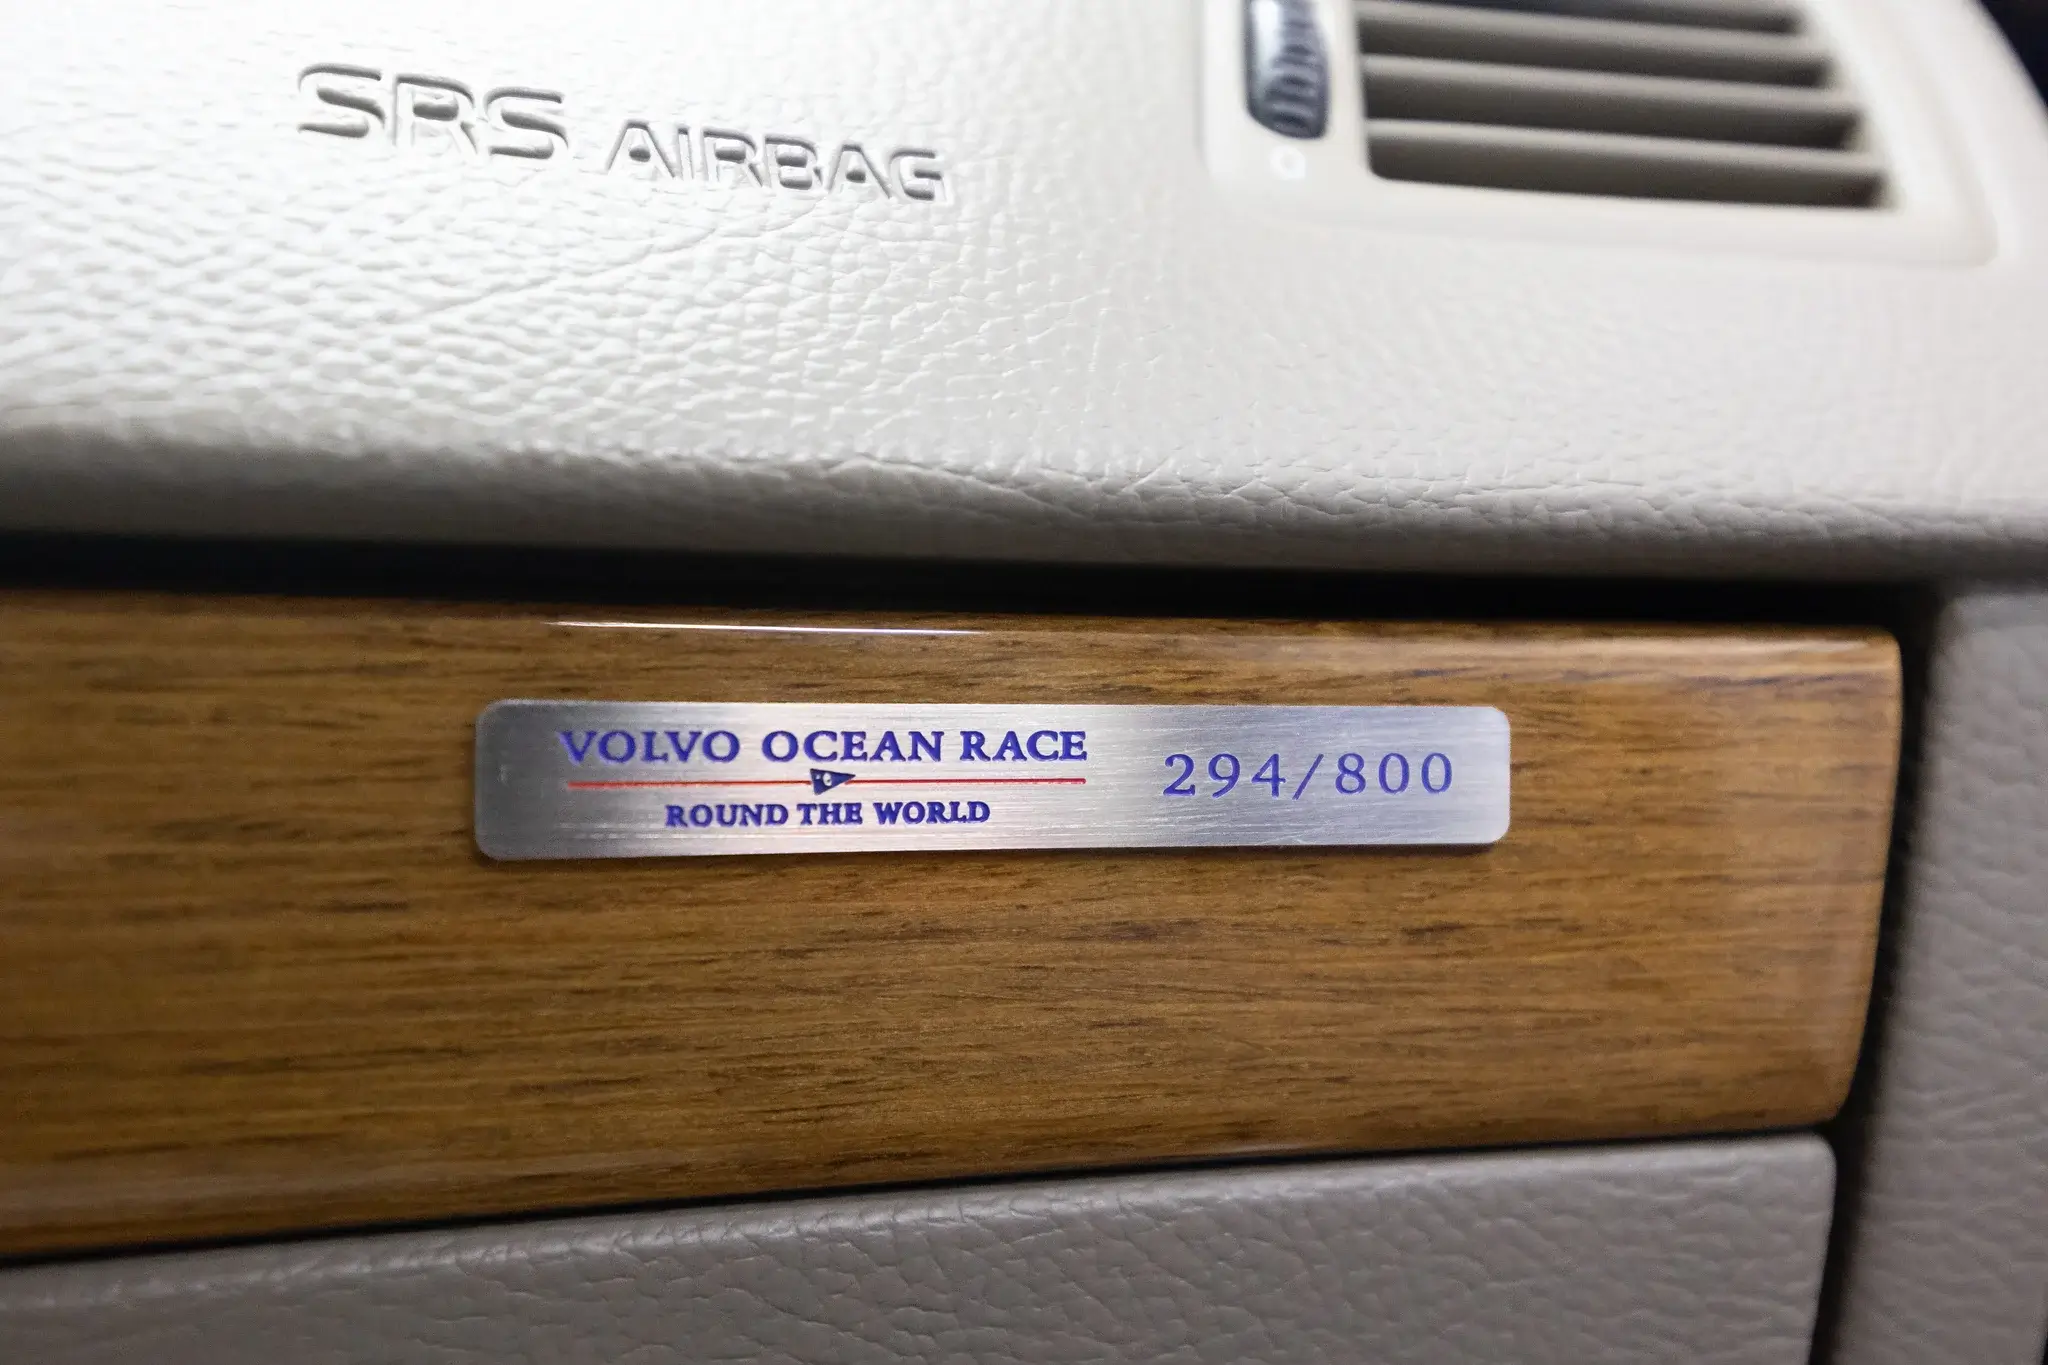 SRS AIRBAG
VOLVO OCEAN RACE
ROUND THE WORLD
294/800